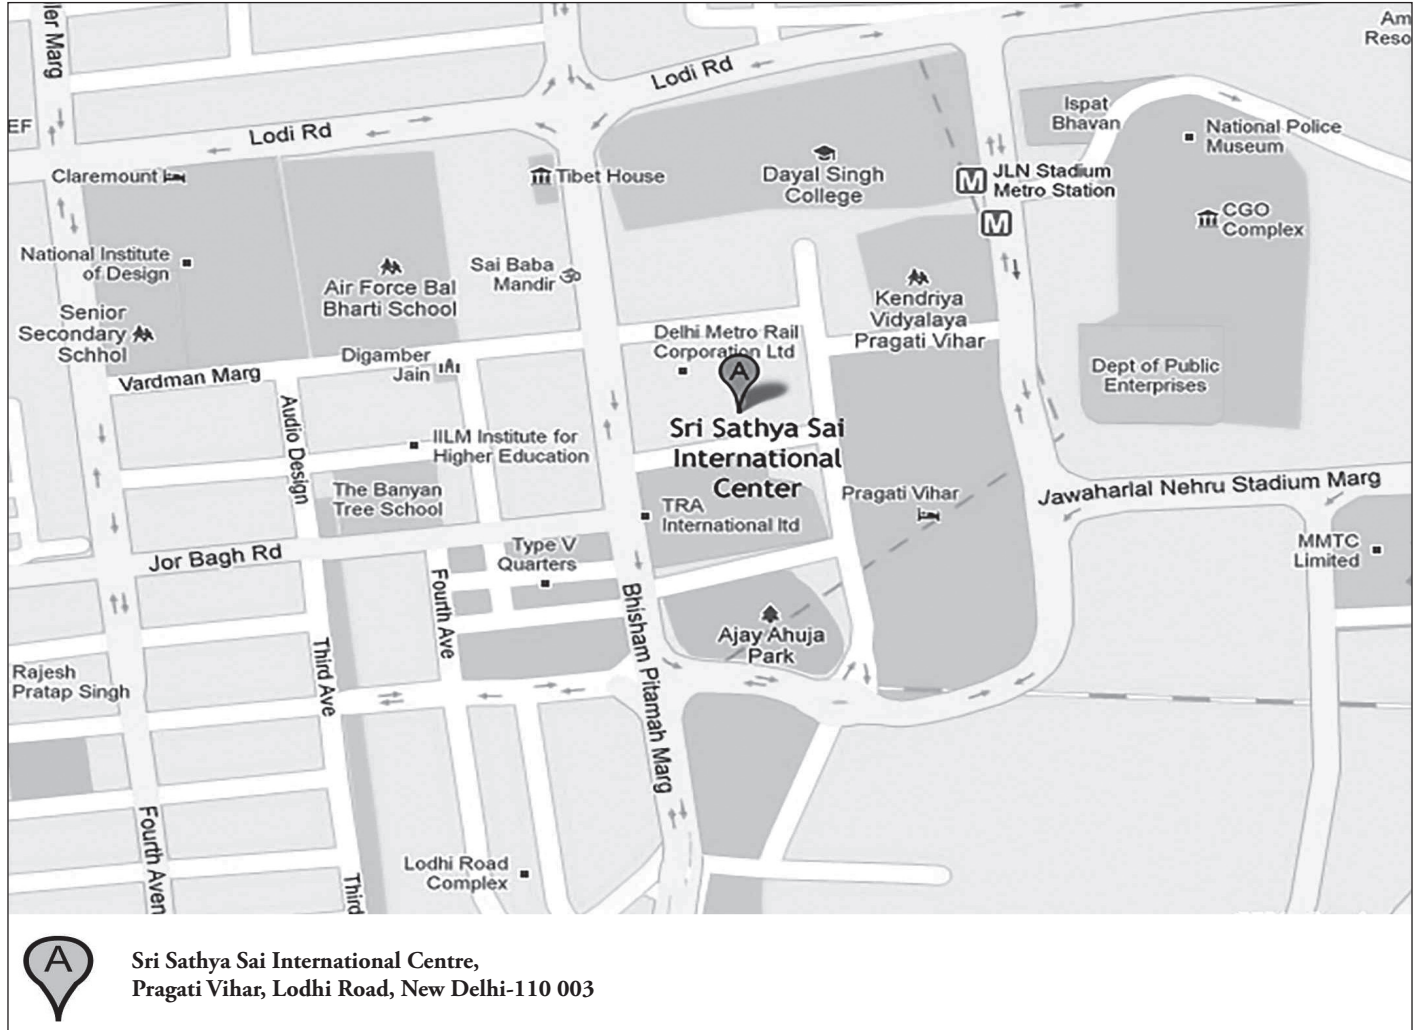 ler Marg
Am
Reso
Lodi Rd
EF
Lodi Rd
Ispat
Bhavan
National Police
Museum
Claremount
Tibet House
Dayal Singh
College
M
JLN Stadium
Metro Station
M
CGO
Complex
National Institute
of Design
Sai Baba
Mandir
ॐ
Air Force Bal
Bharti School
Kendriya
Vidyalaya
Pragati Vihar
Senior
Secondary
Schhol
Delhi Metro Rail
Corporation Ltd
Digamber
Jain
Vardman Marg
A
Dept of Public
Enterprises
Audio Design
Sri Sathya Sai
International
Center
IILM Institute for
Higher Education
The Banyan
Tree School
TRA
International ltd
Pragati Vihar
Jawaharlal Nehru Stadium Marg
Jor Bagh Rd
Type V
Quarters
MMTC
Limited
Fourth Ave
Bhisham Pitamah Marg
Ajay Ahuja
Park
Third Ave
Rajesh
Pratap Singh
Fourth Aven
Lodhi Road
Complex
Third
A
Sri Sathya Sai International Centre,
Pragati Vihar, Lodhi Road, New Delhi-110 003